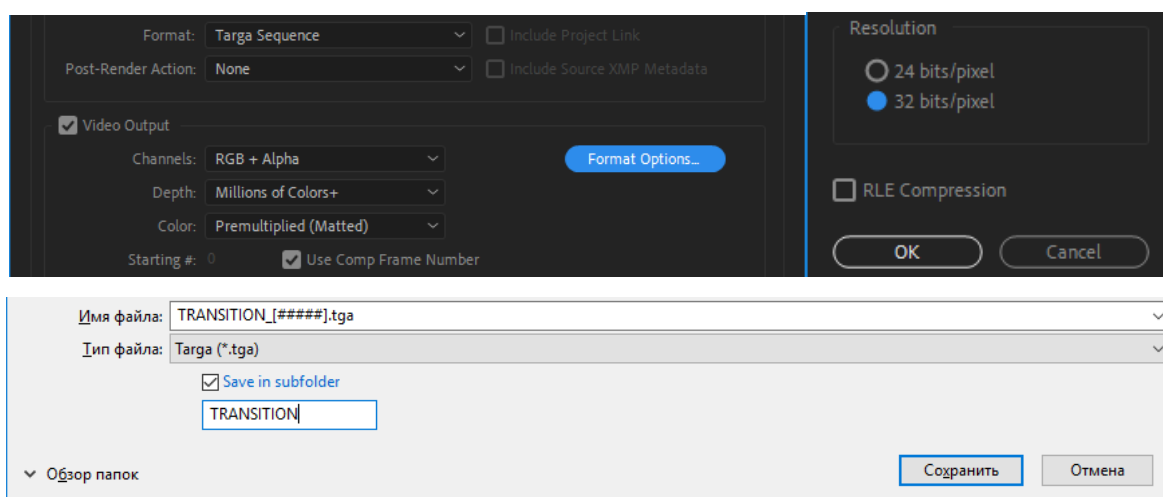 Format: Targa Sequence Include Project Link
Post-Render Action: None Include Source XMP Metadata
Video Output
Channels: RGB + Alpha Format Options...
Depth: Millions of Colors+
Color: Premultiplied (Matted)
Starting #: 0 Use Comp Frame Number
Resolution
24 bits/pixel
32 bits/pixel
RLE Compression
OK Cancel
Имя файла: TRANSITION_[#####].tga
Тип файла: Targa (*.tga)
Save in subfolder
TRANSITION
Обзор папок Сохранить Отмена